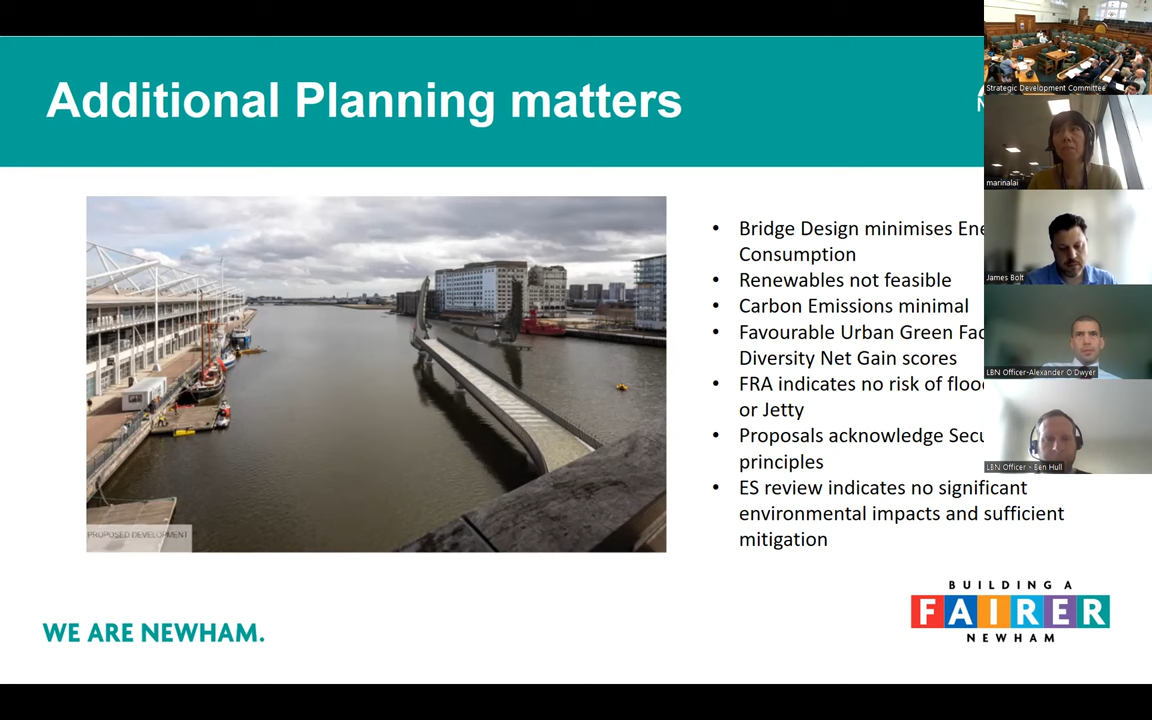 Additional Planning matters
Strategic Development Committee
marinalai
James Bolt
LBN Officer-Alexander O Dwyer
LBN Officer - Ben Hull
PROPOSED DEVELOPMENT
• Bridge Design minimises
Consumption
• Renewables not feasible
• Carbon Emissions minimal
• Favourable Urban Green
Diversity Net Gain scores
• FRA indicates no risk of
or Jetty
• Proposals acknowledge
principles
• ES review indicates no significant
environmental impacts and sufficient
mitigation
WE ARE NEWHAM.
BUILDING A
FAIRER
NEWHAM